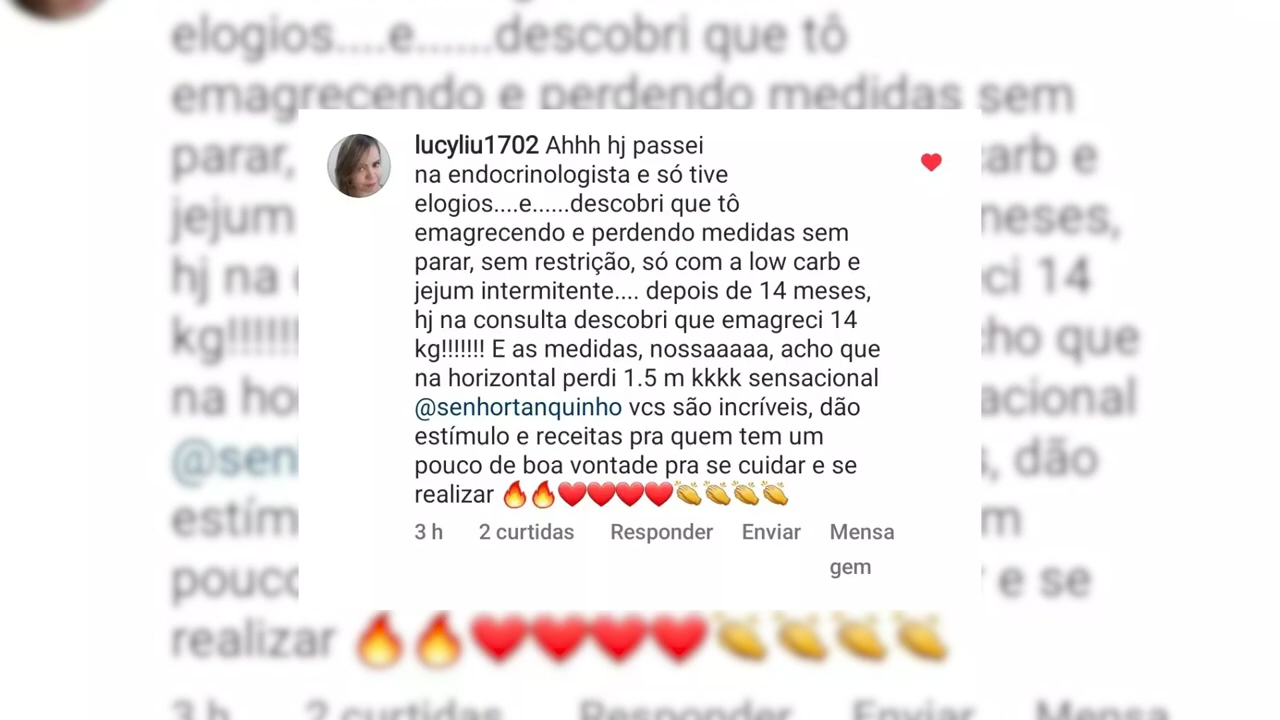 lucyliu1702 Ahhh hj passei
na endocrinologista e só tive
elogios....e......descobri que tô
emagrecendo e perdendo medidas sem
parar, sem restrição, só com a low carb e
jejum intermitente.... depois de 14 meses,
hj na consulta descobri que emagreci 14
kg!!!!!!! E as medidas, nossaaaaa, acho que
na horizontal perdi 1.5 m kkkk sensacional
@senhortanquinho vcs são incríveis, dão
estímulo e receitas pra quem tem um
pouco de boa vontade pra se cuidar e se
realizar 🔥🔥❤️❤️❤️❤️👏👏👏👏
3 h 2 curtidas Responder Enviar Mensa
gem